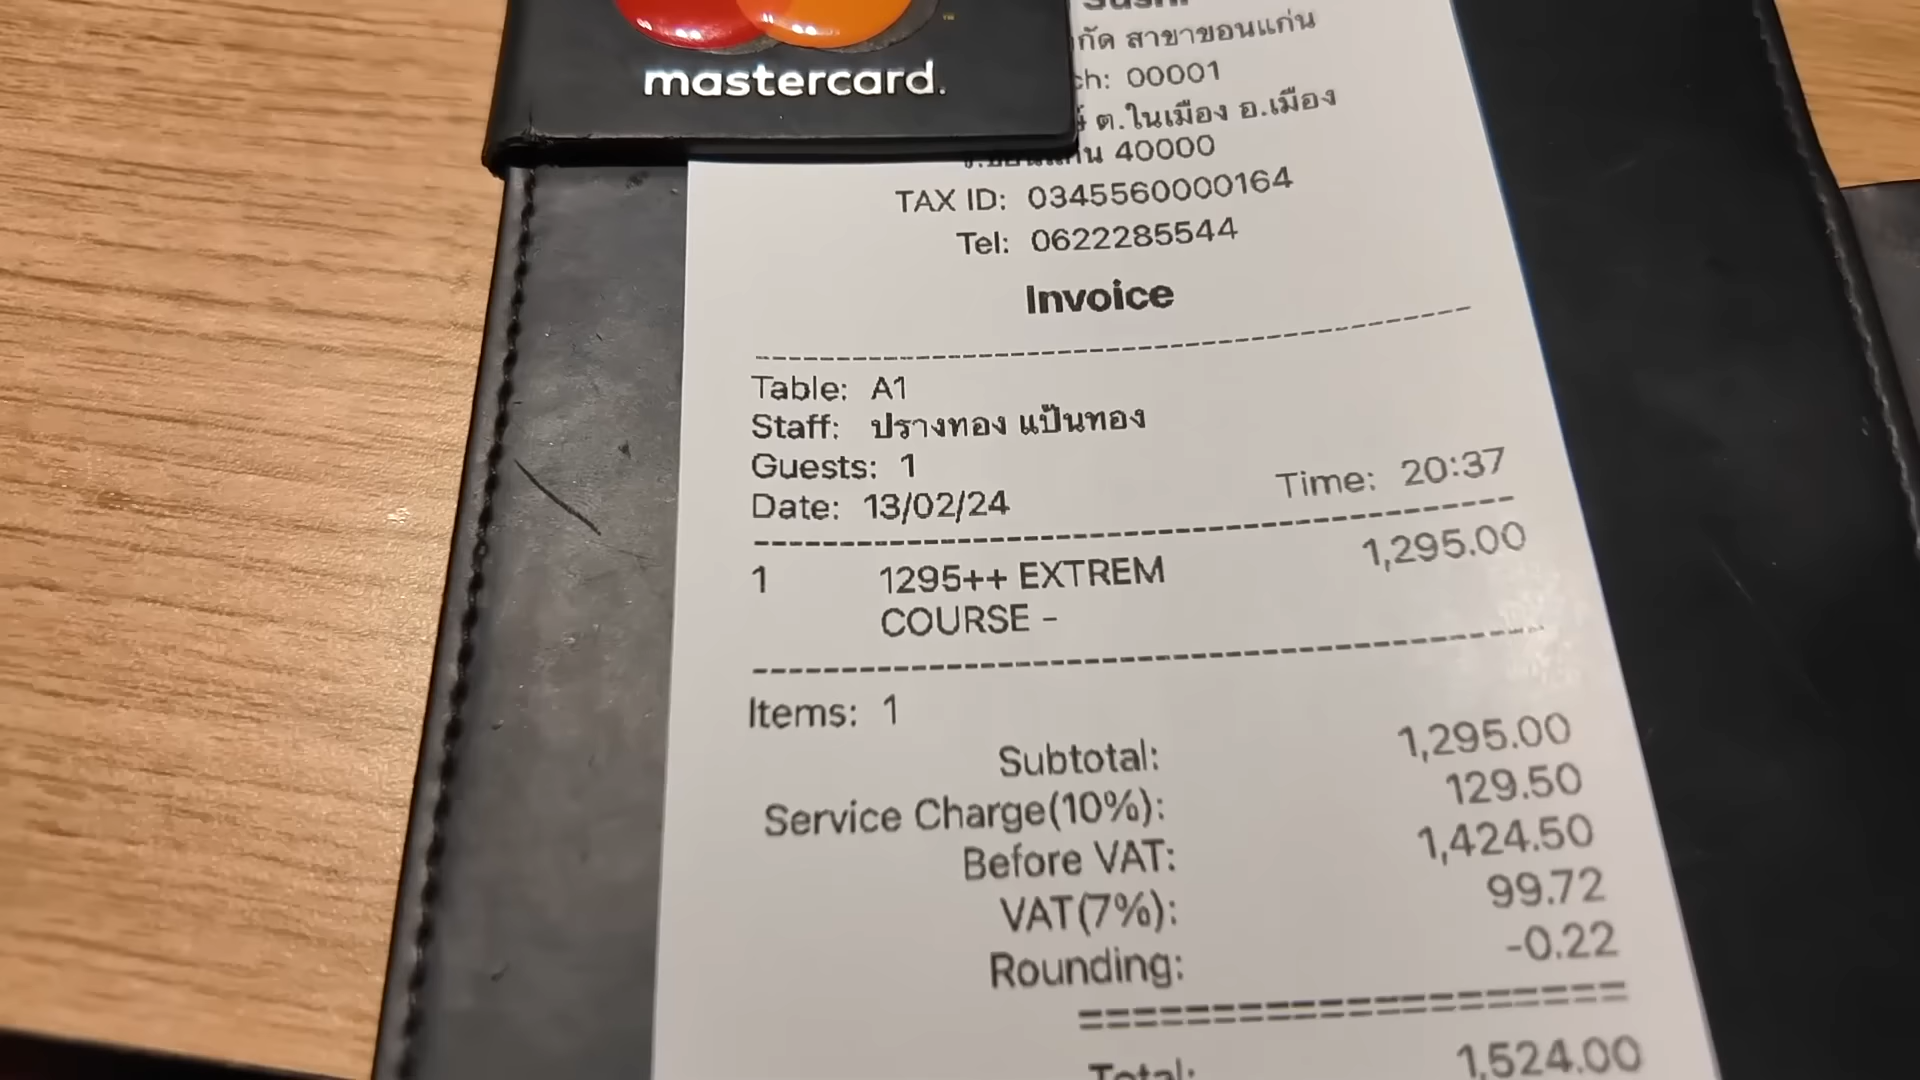 mastercard.
Sushi
กัด สาขาขอนแก่น
ch: 00001
ต.ในเมือง อ.เมือง
40000
TAX ID: 0345560000164
Tel: 0622285544
Invoice
Table: A1
Staff: ปรางทอง แป้นทอง
Guests: 1
Date: 13/02/24 Time: 20:37
1 1295++ EXTREM 1,295.00
COURSE -
Items: 1
Subtotal: 1,295.00
Service Charge(10%): 129.50
Before VAT: 1,424.50
VAT(7%): 99.72
Rounding: -0.22
Total: 1,524.00